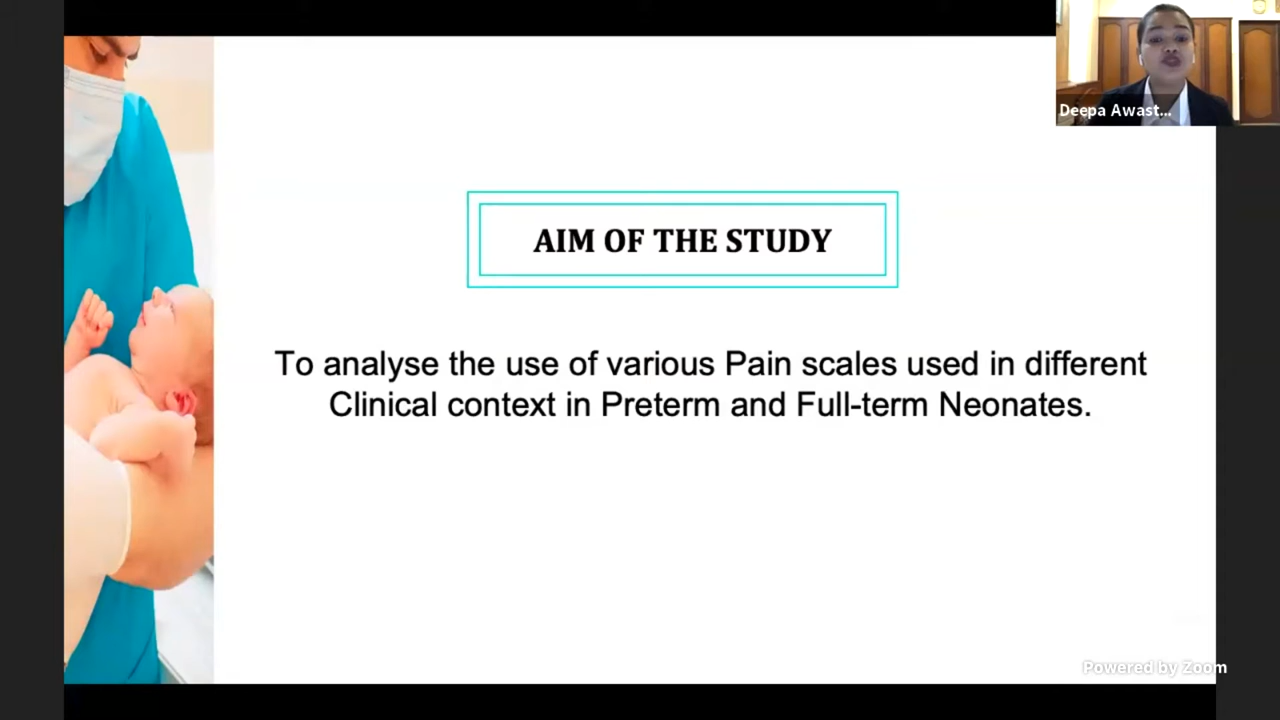 Deepa Awast...
AIM OF THE STUDY
To analyse the use of various Pain scales used in different
Clinical context in Preterm and Full-term Neonates.
Powered by Zoom